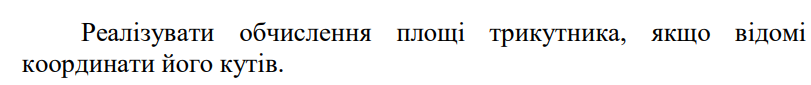 Реалізувати обчислення площі трикутника, якщо відомі
координати його кутів.